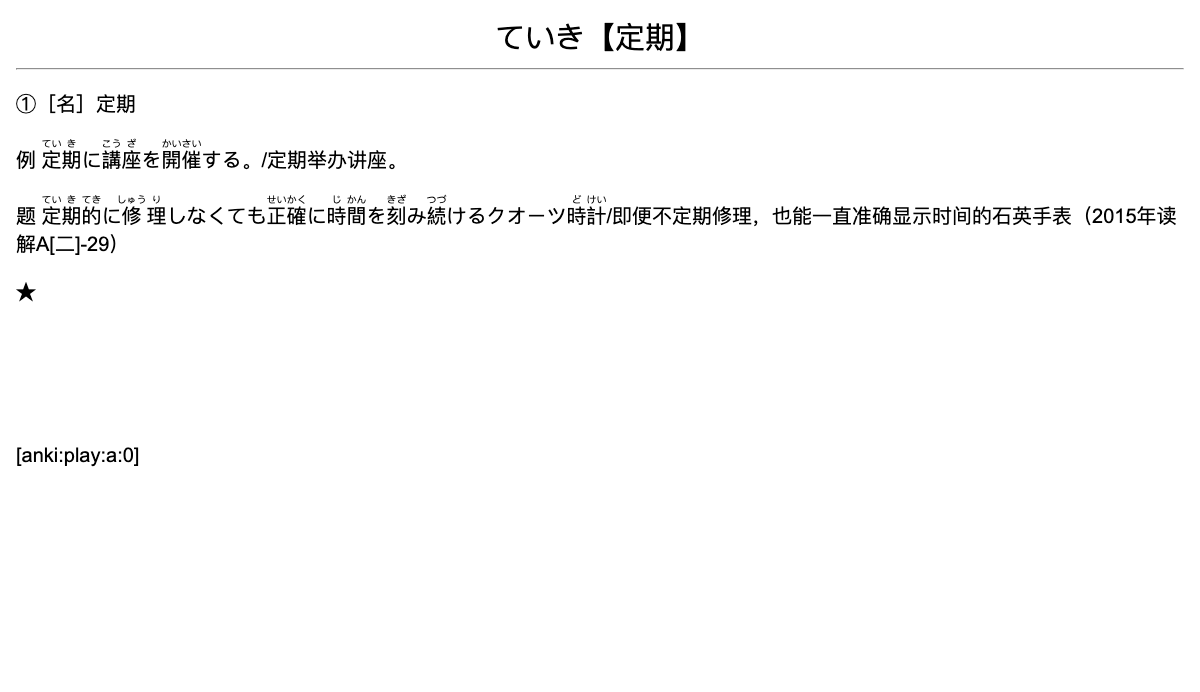 ていき【定期】
①［名］定期
例 定期に講座を開催する。/定期举办讲座。
题 定期的に修理しなくても正確に時間を刻み続けるクオーツ時計/即便不定期修理，也能一直准确显示时间的石英手表（2015年读
解A[二]-29）
★
[anki:play:a:0]